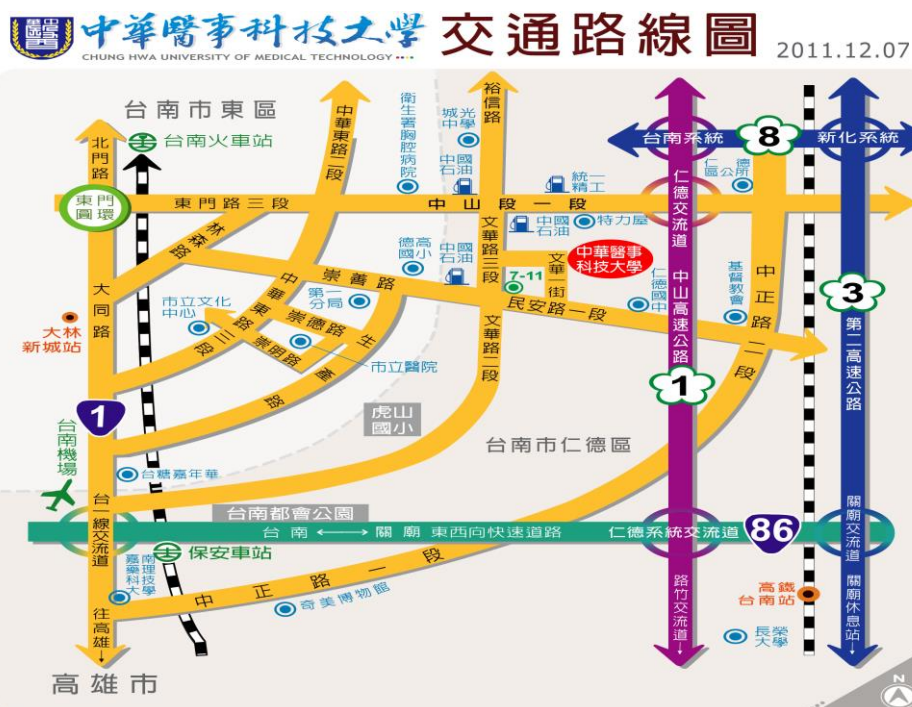 中華醫事科技大學 交通路線圖 2011.12.07
CHUNG HWA UNIVERSITY OF MEDICAL TECHNOLOGY
台南市東區
台南火車站
北門路
中華東路二段
衛生署胸腔病院
城光中學
裕信路
中國石油
統一精工
台南系統
8
新化系統
仁德區公所
東門圓環
東門路三段
中山段一段
仁德交流道
林森路
德高國小
中國石油
文華路三段
中國石油
特力屋
中華醫事科技大學
文華一街
7-11
崇善路
民安路一段
仁德國中
基督教會
中正路二段
大同路
大林新城站
市立文化中心
中華東路三段
第一分局
崇德路
崇明路
市立醫院
生產路
文華路二段
中山高速公路
1
3
第二高速公路
1
虎山國小
台南市仁德區
台南機場
台糖嘉年華
台南都會公園
台一線交流道
台南 ←→ 關廟 東西向快速道路
仁德系統交流道
86
關廟交流道
保安車站
嘉南藥理科技大學
中正路一段
奇美博物館
往高雄↓
路竹交流道↓
高鐵台南站
長榮大學
關廟休息站↓
高雄市
N